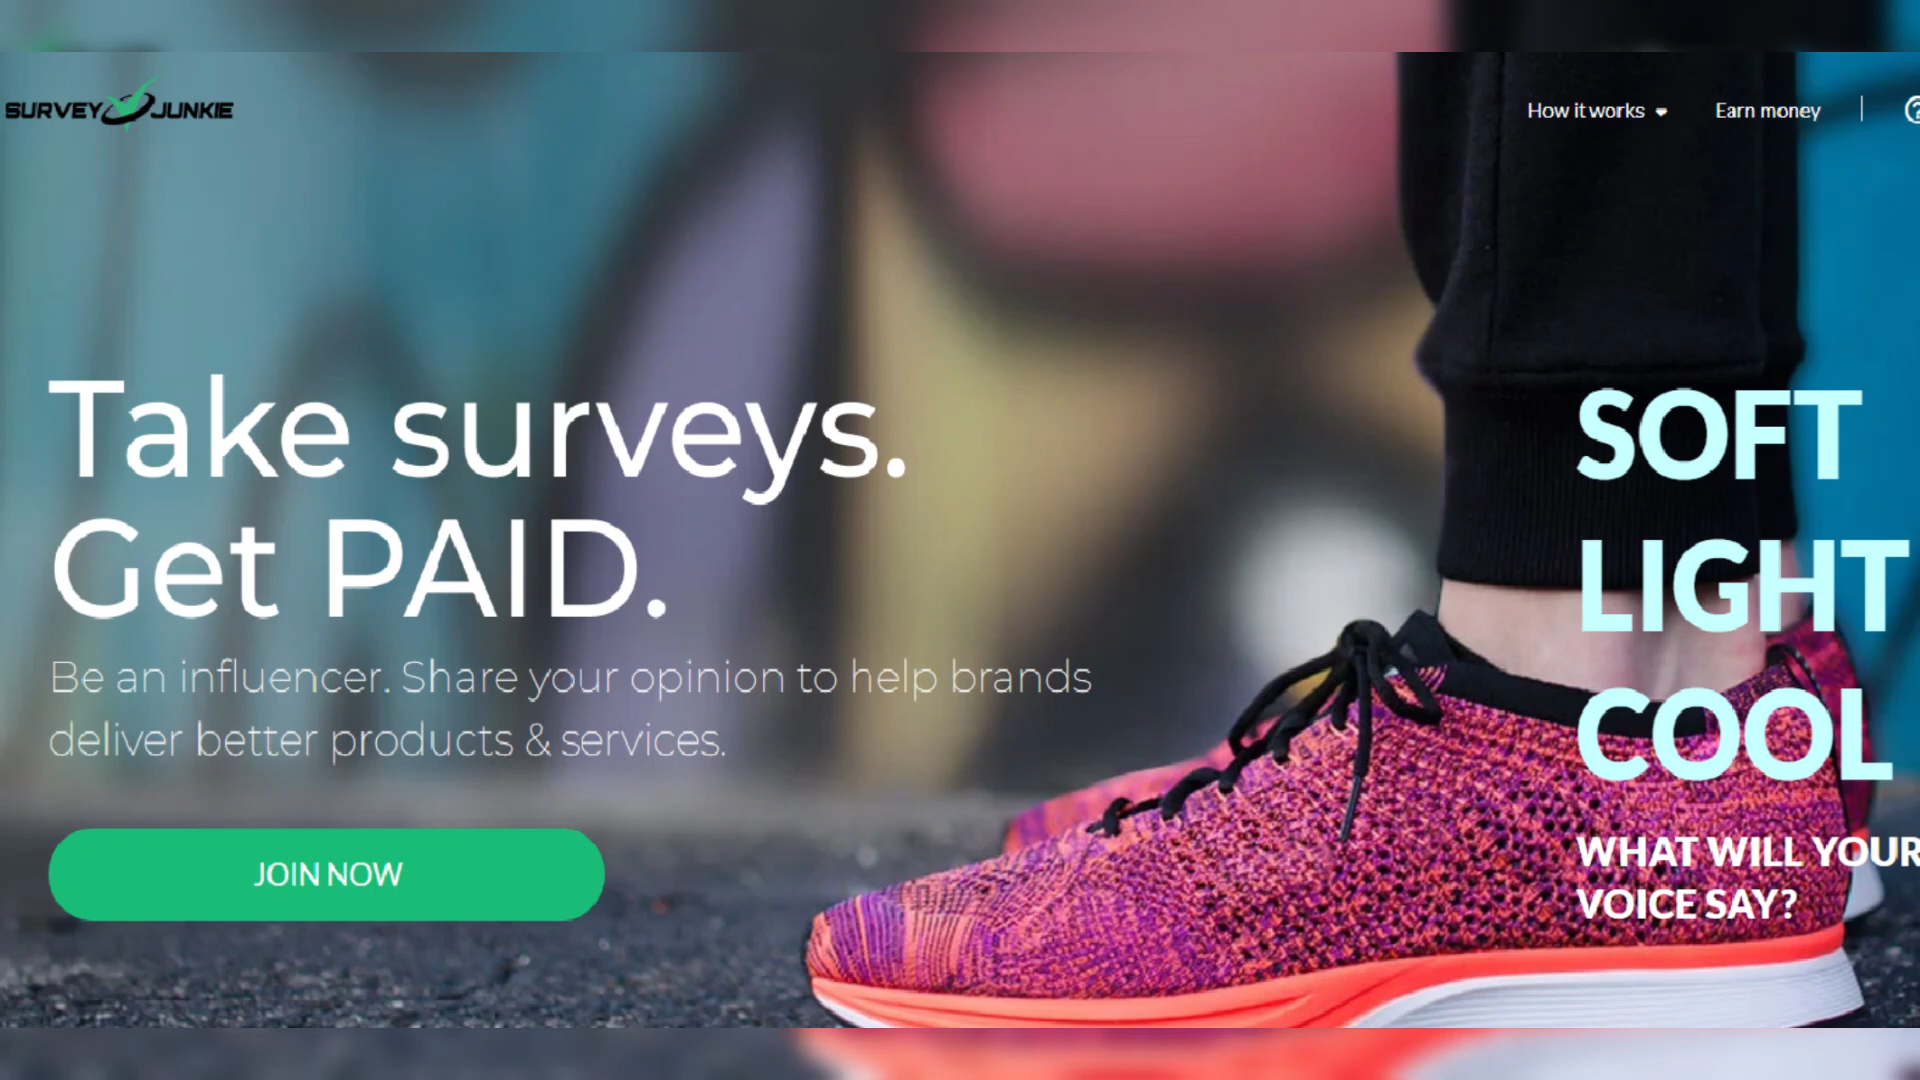 SURVEY JUNKIE
How it works
Earn money
Take surveys.
Get PAID.
Be an influencer. Share your opinion to help brands
deliver better products & services.
JOIN NOW
SOFT
LIGHT
COOL
WHAT WILL YOUR
VOICE SAY?